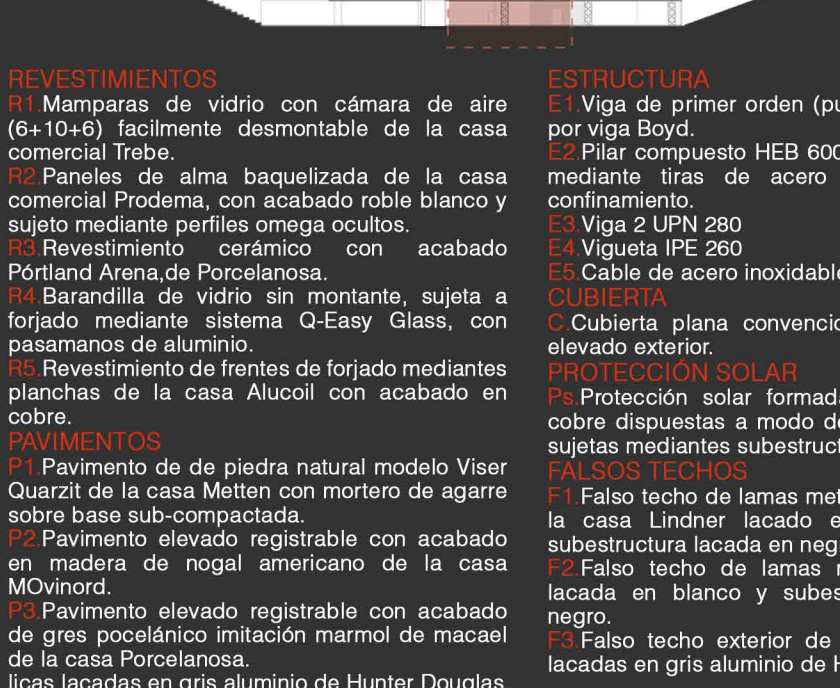 REVESTIMIENTOS
R1.Mamparas de vidrio con cámara de aire
(6+10+6) facilmente desmontable de la casa
comercial Trebe.
R2.Paneles de alma baquelizada de la casa
comercial Prodema, con acabado roble blanco y
sujeto mediante perfiles omega ocultos.
R3.Revestimiento cerámico con acabado
Pórtland Arena,de Porcelanosa.
R4.Barandilla de vidrio sin montante, sujeta a
forjado mediante sistema Q-Easy Glass, con
pasamanos de aluminio.
R5.Revestimiento de frentes de forjado mediantes
planchas de la casa Alucoil con acabado en
cobre.
PAVIMENTOS
P1.Pavimento de de piedra natural modelo Viser
Quarzit de la casa Metten con mortero de agarre
sobre base sub-compactada.
P2.Pavimento elevado registrable con acabado
en madera de nogal americano de la casa
MOvinord.
P3.Pavimento elevado registrable con acabado
de gres pocelánico imitación marmol de macael
de la casa Porcelanosa.
licas lacadas en gris aluminio de Hunter Douglas.
ESTRUCTURA
E1.Viga de primer orden (pu
por viga Boyd.
E2.Pilar compuesto HEB 600
mediante tiras de acero
confinamiento.
E3.Viga 2 UPN 280
E4.Vigueta IPE 260
E5.Cable de acero inoxidable
CUBIERTA
C.Cubierta plana convencio
elevado exterior.
PROTECCIÓN SOLAR
Ps.Protección solar formada
cobre dispuestas a modo de
sujetas mediantes subestruct
FALSOS TECHOS
F1.Falso techo de lamas met
la casa Lindner lacado e
subestructura lacada en negr
F2.Falso techo de lamas m
lacada en blanco y subes
negro.
F3.Falso techo exterior de
lacadas en gris aluminio de H